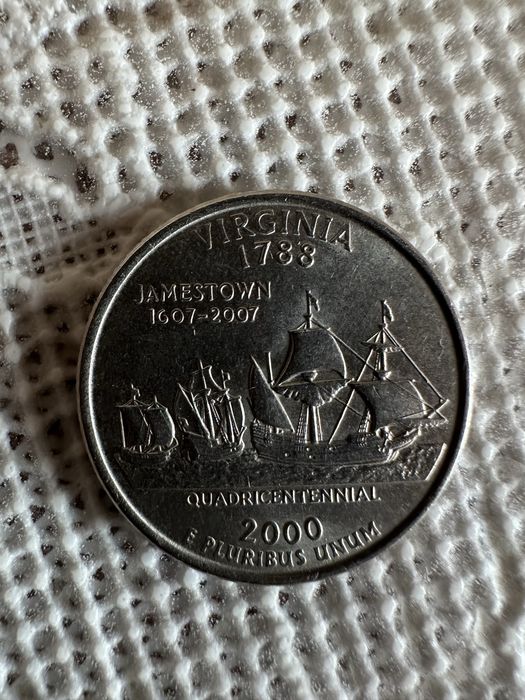 VIRGINIA
1788
JAMESTOWN
1607-2007
QUADRICENTENNIAL
2000
E PLURIBUS UNUM